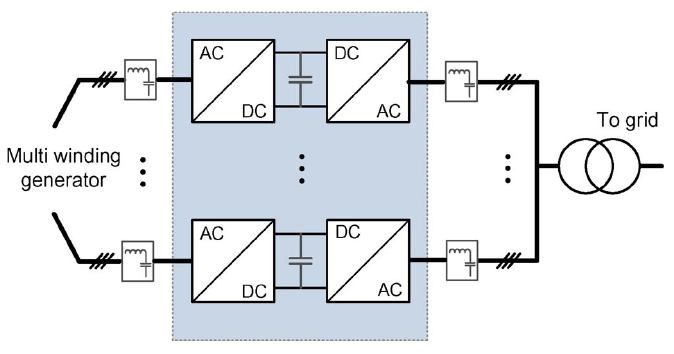 AC
DC
DC
AC
To grid
Multi winding
generator
AC
DC
DC
AC